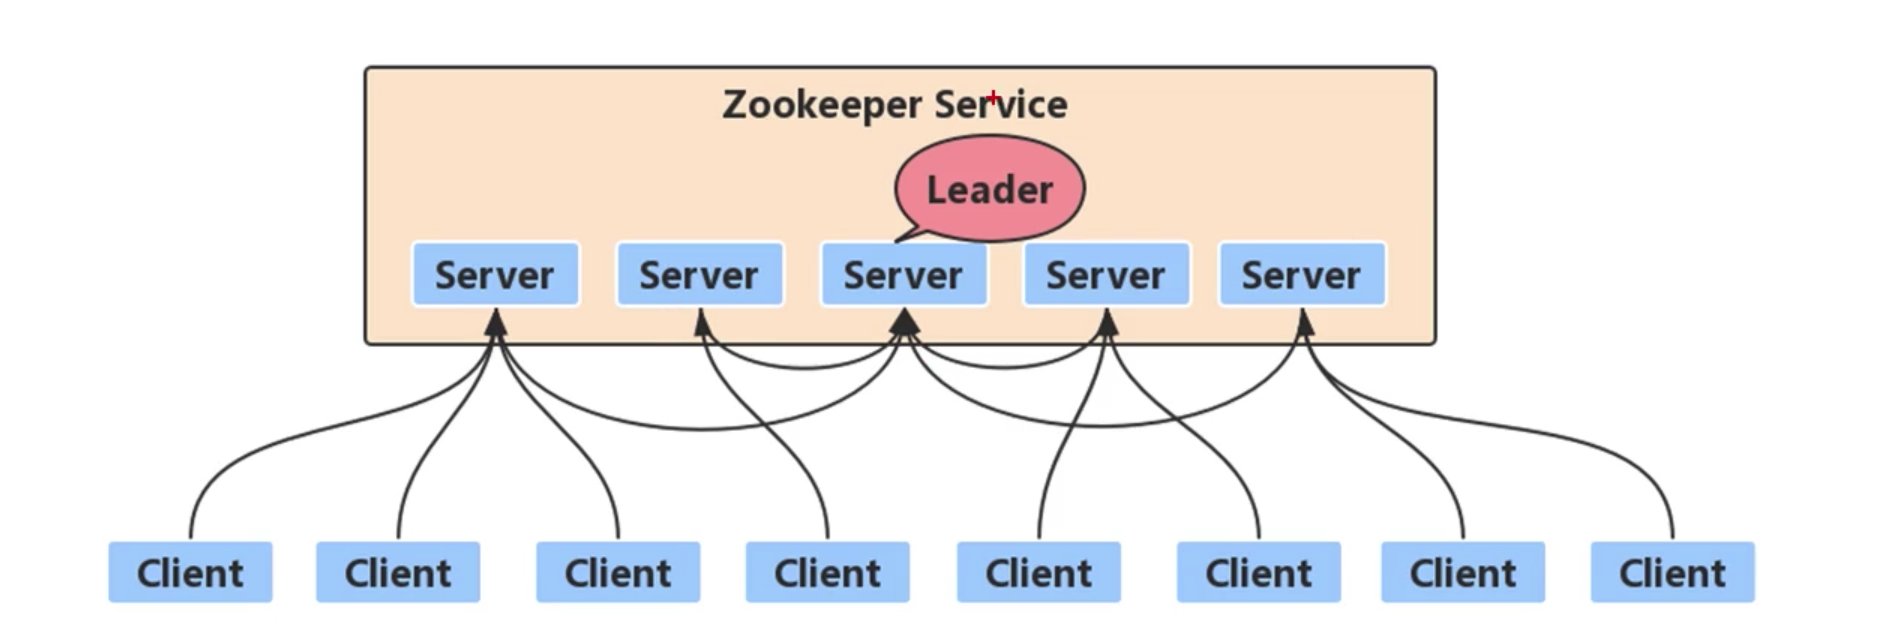 Zookeeper Service
Leader
Server
Server
Server
Server
Server
Client
Client
Client
Client
Client
Client
Client
Client